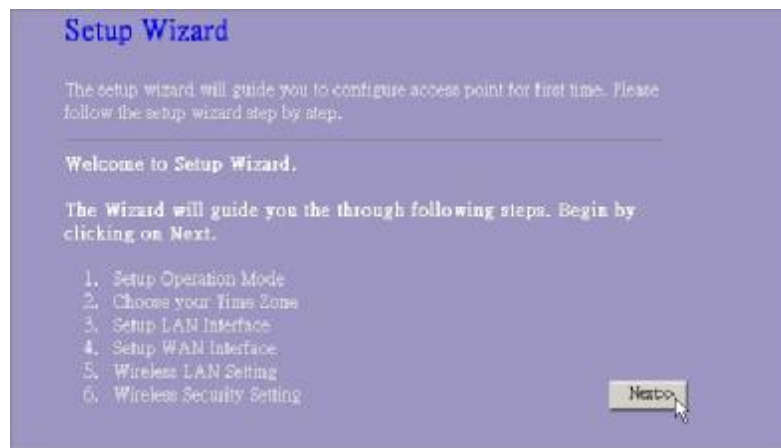 Setup Wizard
The setup wizard will guide you to configure access point for first time. Please
follow the setup wizard step by step.
Welcome to Setup Wizard.
The Wizard will guide you the through following steps. Begin by
clicking on Next.
1. Setup Operation Mode
2. Choose your Time Zone
3. Setup LAN Interface
4. Setup WAN Interface
5. Wireless LAN Setting
6. Wireless Security Setting
Next>>